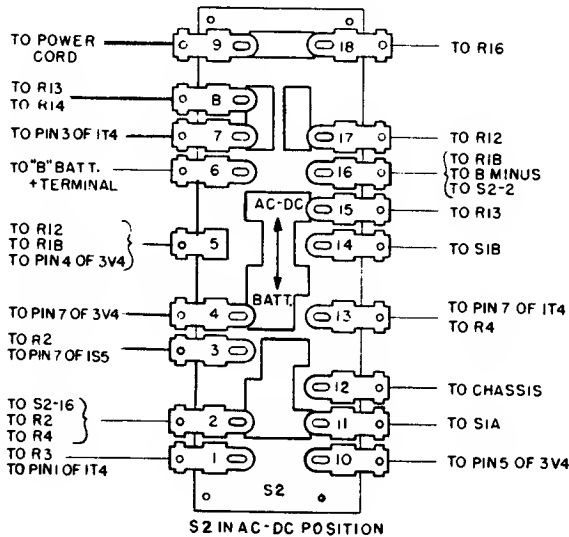 TO POWER
CORD
9
18
TO R16
TO R13
TO R14
8
TO PIN 3 OF 1T4
7
17
TO R12
TO "B" BATT.
+TERMINAL
6
16
TO R1B
TO B MINUS
TO S2-2
AC-DC
15
TO R13
TO R12
TO R1B
TO PIN 4 OF 3V4
5
14
TO S1B
BATT.
TO PIN 7 OF 3V4
4
13
TO PIN 7 OF 1T4
TO R4
TO R2
TO PIN 7 OF 1S5
3
12
TO CHASSIS
TO S2-16
TO R2
TO R4
2
11
TO S1A
TO R3
TO PIN 1 OF 1T4
1
10
TO PIN 5 OF 3V4
S2
S2 IN AC-DC POSITION